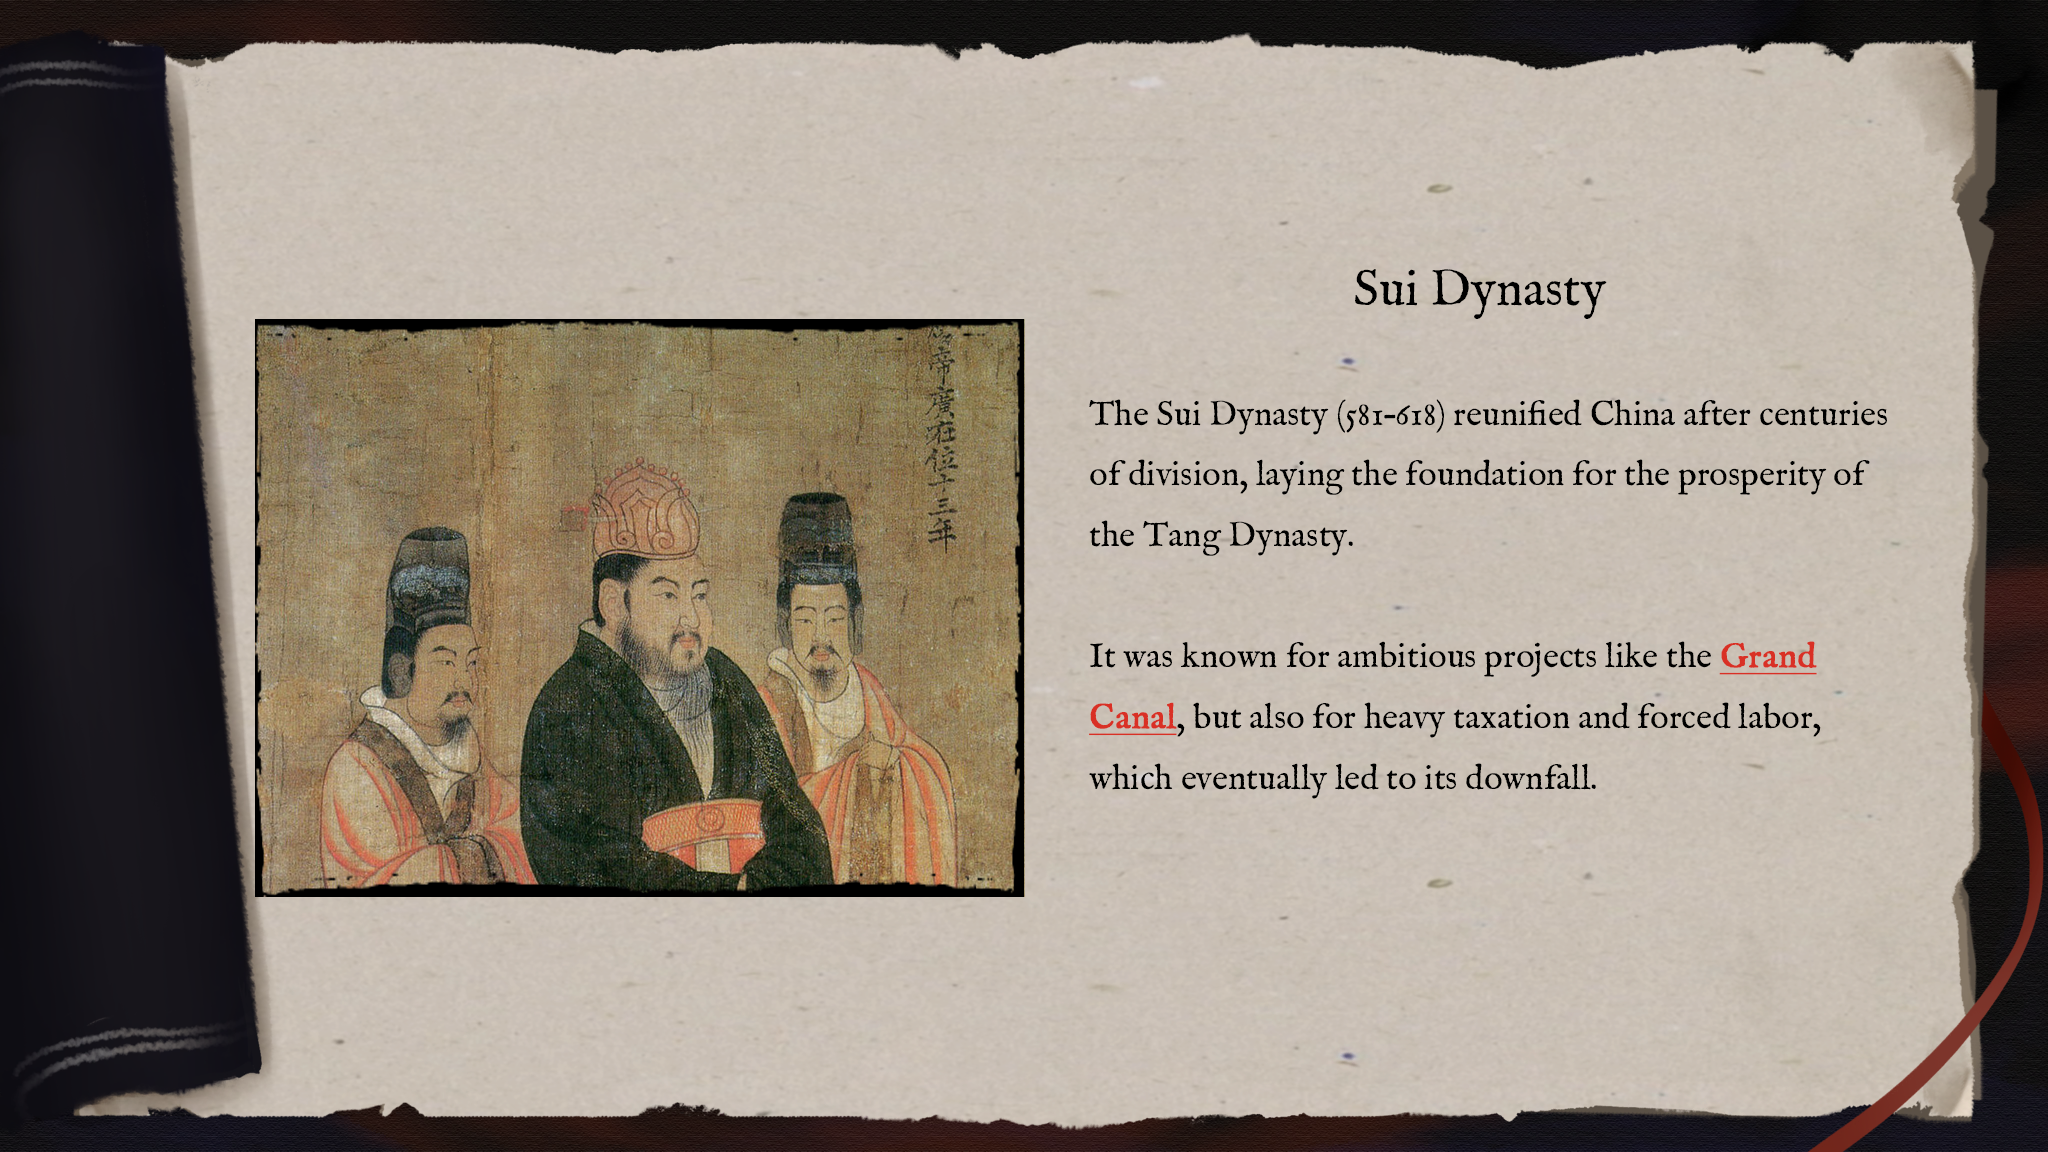 帝廣在位十三年
Sui Dynasty
The Sui Dynasty (581-618) reunified China after centuries
of division, laying the foundation for the prosperity of
the Tang Dynasty.
It was known for ambitious projects like the Grand
Canal, but also for heavy taxation and forced labor,
which eventually led to its downfall.